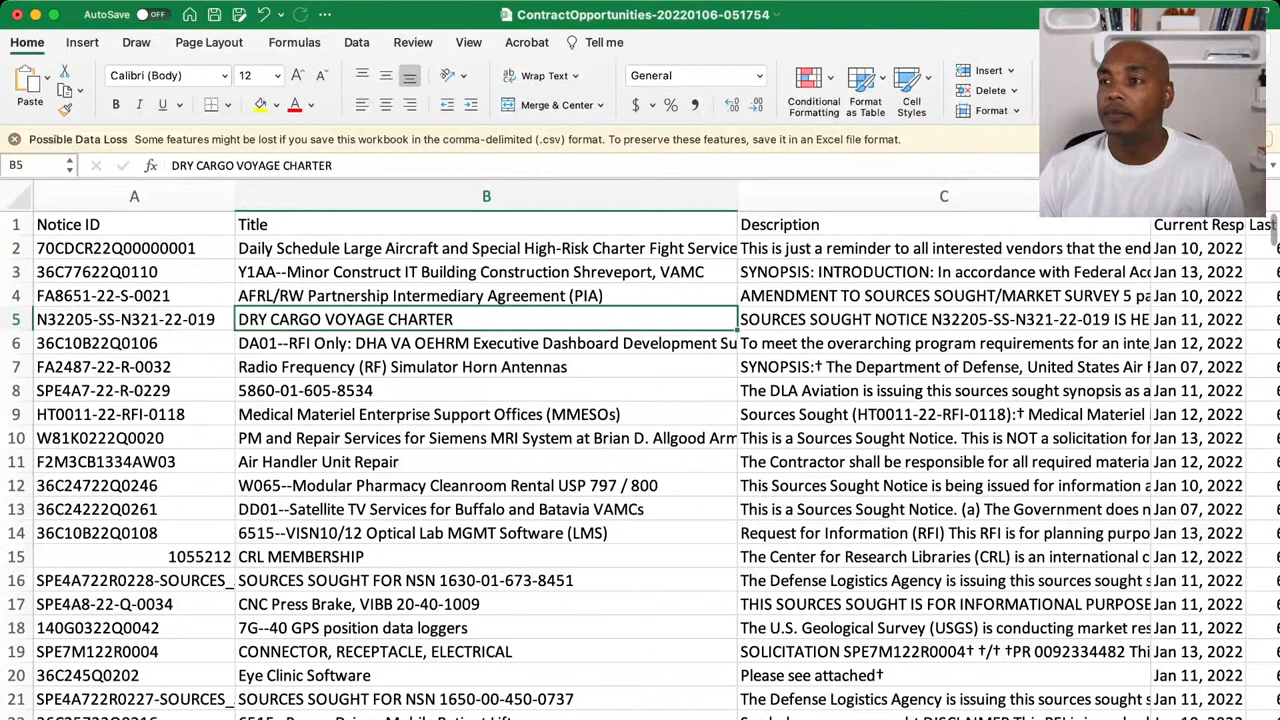 AutoSave OFF ContractOpportunities-20220106-051754
Home Insert Draw Page Layout Formulas Data Review View Acrobat Tell me
Paste Calibri (Body) 12 A A Wrap Text General Insert
B I U A Merge & Center $ % Conditional Formatting Format as Table Cell Styles Delete
Format
Possible Data Loss Some features might be lost if you save this workbook in the comma-delimited (.csv) format. To preserve these features, save it in an Excel file format.
B5 fx DRY CARGO VOYAGE CHARTER
A B C
1 Notice ID Title Description Current Resp Last
2 70CDCR22Q00000001 Daily Schedule Large Aircraft and Special High-Risk Charter Fight Service This is just a reminder to all interested vendors that the end Jan 10, 2022
3 36C77622Q0110 Y1AA--Minor Construct IT Building Construction Shreveport, VAMC SYNOPSIS: INTRODUCTION: In accordance with Federal Acc Jan 13, 2022
4 FA8651-22-S-0021 AFRL/RW Partnership Intermediary Agreement (PIA) AMENDMENT TO SOURCES SOUGHT/MARKET SURVEY 5 pa Jan 10, 2022
5 N32205-SS-N321-22-019 DRY CARGO VOYAGE CHARTER SOURCES SOUGHT NOTICE N32205-SS-N321-22-019 IS HE Jan 11, 2022
6 36C10B22Q0106 DA01--RFI Only: DHA VA OEHRM Executive Dashboard Development Su To meet the overarching program requirements for an inte Jan 12, 2022
7 FA2487-22-R-0032 Radio Frequency (RF) Simulator Horn Antennas SYNOPSIS:† The Department of Defense, United States Air F Jan 07, 2022
8 SPE4A7-22-R-0229 5860-01-605-8534 The DLA Aviation is issuing this sources sought synopsis as a Jan 11, 2022
9 HT0011-22-RFI-0118 Medical Materiel Enterprise Support Offices (MMESOs) Sources Sought (HT0011-22-RFI-0118):† Medical Materiel Jan 12, 2022
10 W81K0222Q0020 PM and Repair Services for Siemens MRI System at Brian D. Allgood Arm This is a Sources Sought Notice. This is NOT a solicitation for Jan 13, 2022
11 F2M3CB1334AW03 Air Handler Unit Repair The Contractor shall be responsible for all required materia Jan 12, 2022
12 36C24722Q0246 W065--Modular Pharmacy Cleanroom Rental USP 797 / 800 This Sources Sought Notice is being issued for information a Jan 12, 2022
13 36C24222Q0261 DD01--Satellite TV Services for Buffalo and Batavia VAMCs This is a Sources Sought Notice. (a) The Government does n Jan 07, 2022
14 36C10B22Q0108 6515--VISN10/12 Optical Lab MGMT Software (LMS) Request for Information (RFI) This RFI is for planning purpo Jan 13, 2022
15 1055212 CRL MEMBERSHIP The Center for Research Libraries (CRL) is an international c Jan 12, 2022
16 SPE4A722R0228-SOURCES_ SOURCES SOUGHT FOR NSN 1630-01-673-8451 The Defense Logistics Agency is issuing this sources sought s Jan 11, 2022
17 SPE4A8-22-Q-0034 CNC Press Brake, VIBB 20-40-1009 THIS SOURCES SOUGHT IS FOR INFORMATIONAL PURPOSE Jan 11, 2022
18 140G0322Q0042 7G--40 GPS position data loggers The U.S. Geological Survey (USGS) is conducting market res Jan 11, 2022
19 SPE7M122R0004 CONNECTOR, RECEPTACLE, ELECTRICAL SOLICITATION SPE7M122R0004† †/† †PR 0092334482 Thi Jan 11, 2022
20 36C245Q0202 Eye Clinic Software Please see attached† Jan 11, 2022
21 SPE4A722R0227-SOURCES_ SOURCES SOUGHT FOR NSN 1650-00-450-0737 The Defense Logistics Agency is issuing this sources sought s Jan 11, 2022